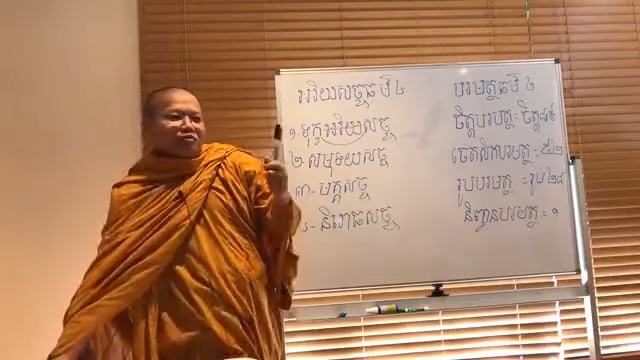 អរិយសច្ចធម៌ ៤
១. ទុក្ខអរិយសច្ច
២. សមុទយសច្ច
៣- មគ្គសច្ច
៤- និរោធសច្ច
បរមត្ថធម៌ ៤
ចិត្តបរមត្ថ = ចិត្ត៨៩
ចេតសិកបរមត្ថ = ៥២
រូបបរមត្ថ = រូប២៨
និព្វានបរមត្ថ = ១